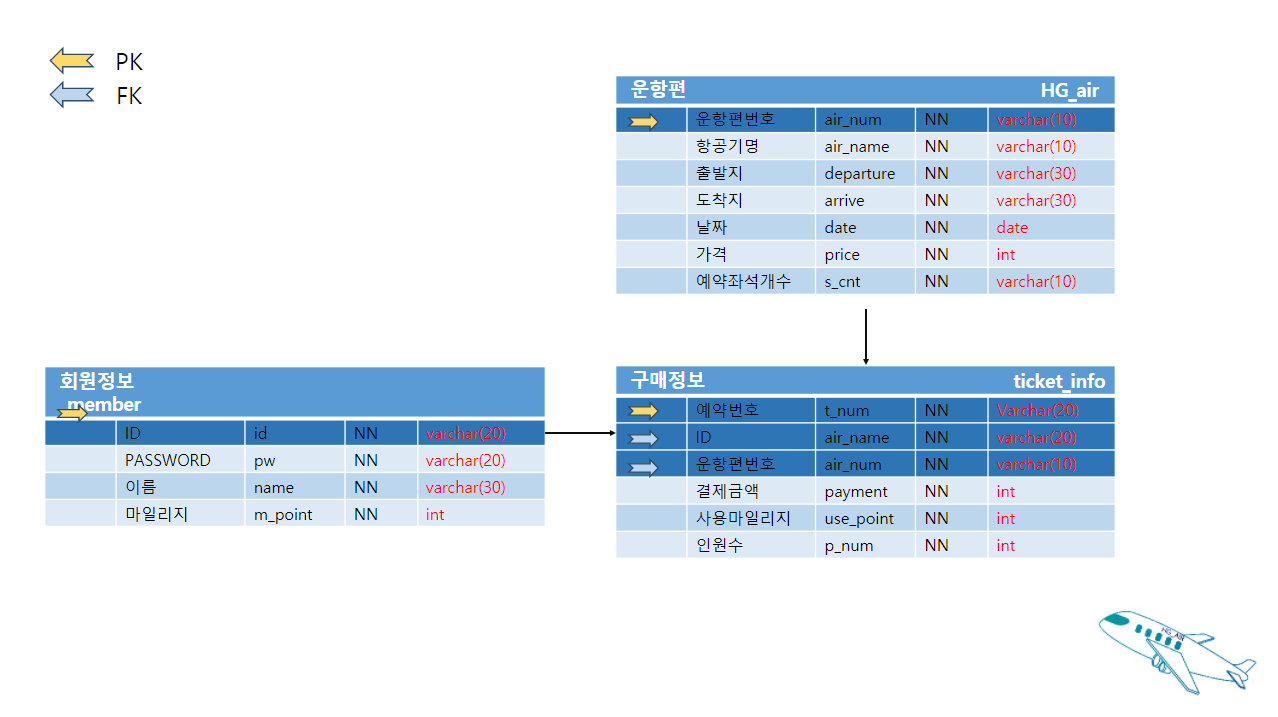 PK
FK
운항편 HG_air
운항편번호 air_num NN varchar(10)
항공기명 air_name NN varchar(10)
출발지 departure NN varchar(30)
도착지 arrive NN varchar(30)
날짜 date NN date
가격 price NN int
예약좌석개수 s_cnt NN varchar(10)
회원정보
member
ID id NN varchar(20)
PASSWORD pw NN varchar(20)
이름 name NN varchar(30)
마일리지 m_point NN int
구매정보 ticket_info
예약번호 t_num NN Varchar(20)
ID air_name NN varchar(20)
운항편번호 air_num NN varchar(10)
결제금액 payment NN int
사용마일리지 use_point NN int
인원수 p_num NN int
HG_AIR